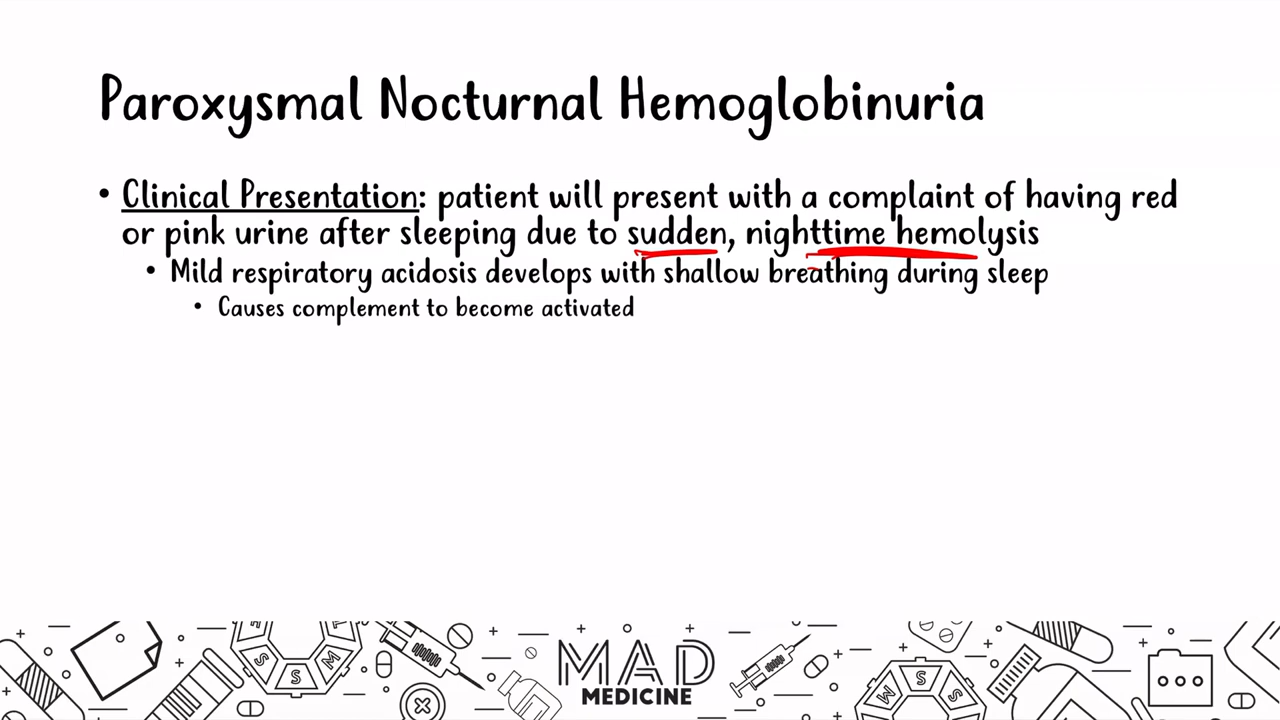 Paroxysmal Nocturnal Hemoglobinuria
• Clinical Presentation: patient will present with a complaint of having red
or pink urine after sleeping due to sudden, nighttime hemolysis
• Mild respiratory acidosis develops with shallow breathing during sleep
• Causes complement to become activated
MAD
MEDICINE